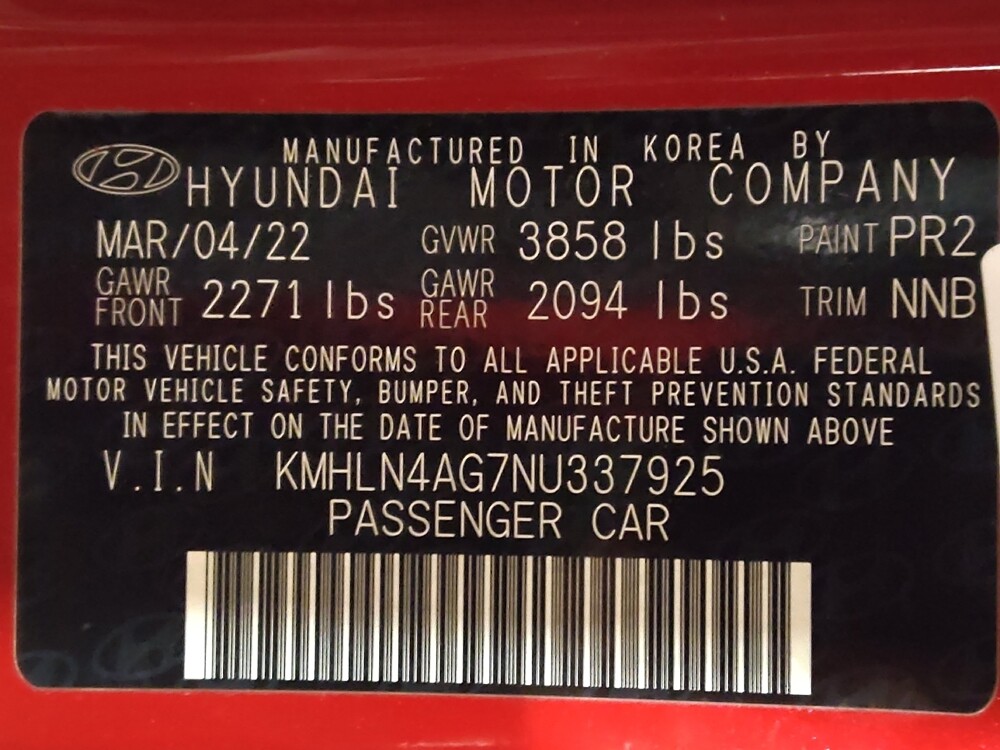 MANUFACTURED IN KOREA BY
HYUNDAI MOTOR COMPANY
MAR/04/22 GVWR 3858 lbs PAINT PR2
GAWR FRONT 2271 lbs GAWR REAR 2094 lbs TRIM NNB
THIS VEHICLE CONFORMS TO ALL APPLICABLE U.S.A. FEDERAL
MOTOR VEHICLE SAFETY, BUMPER, AND THEFT PREVENTION STANDARDS
IN EFFECT ON THE DATE OF MANUFACTURE SHOWN ABOVE
V.I.N KMHLN4AG7NU337925
PASSENGER CAR